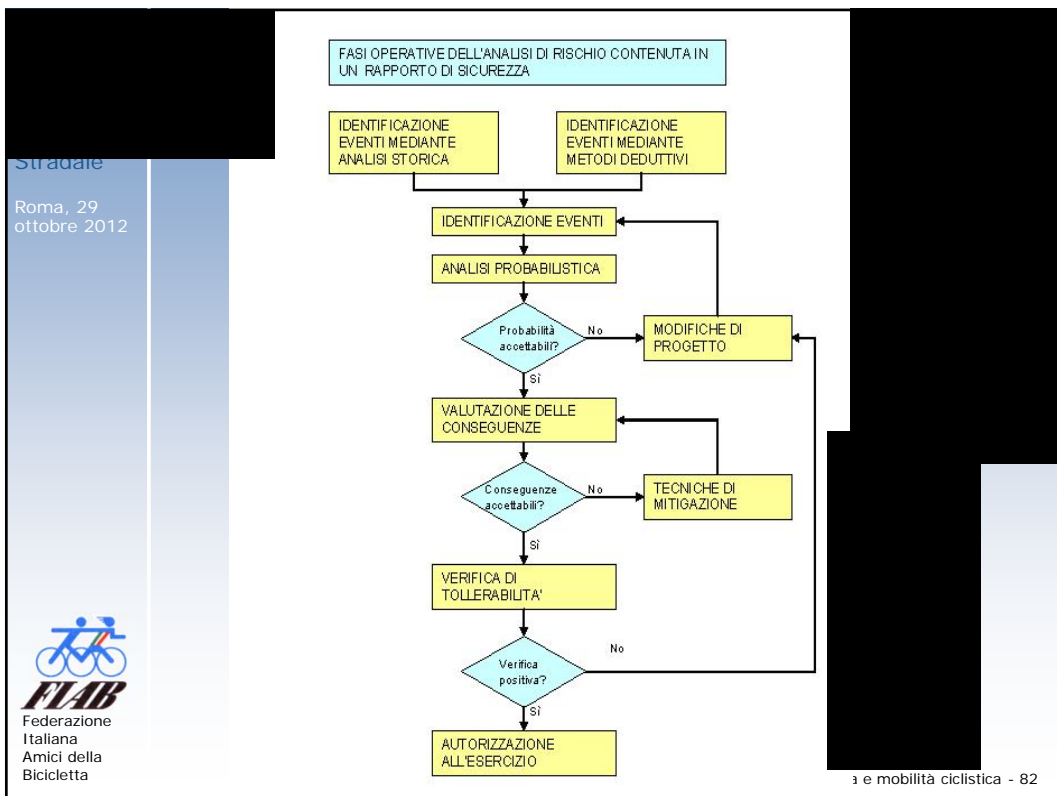 Stradale
Roma, 29
ottobre 2012
FASI OPERATIVE DELL'ANALISI DI RISCHIO CONTENUTA IN
UN RAPPORTO DI SICUREZZA
IDENTIFICAZIONE
EVENTI MEDIANTE
ANALISI STORICA
IDENTIFICAZIONE
EVENTI MEDIANTE
METODI DEDUTTIVI
IDENTIFICAZIONE EVENTI
ANALISI PROBABILISTICA
Probabilità
accettabili?
No
MODIFICHE DI
PROGETTO
Sì
VALUTAZIONE DELLE
CONSEGUENZE
Conseguenze
accettabili?
No
TECNICHE DI
MITIGAZIONE
Sì
VERIFICA DI
TOLLERABILITA'
Verifica
positiva?
No
Sì
AUTORIZZAZIONE
ALL'ESERCIZIO
FIAB
Federazione
Italiana
Amici della
Bicicletta
e mobilità ciclistica - 82